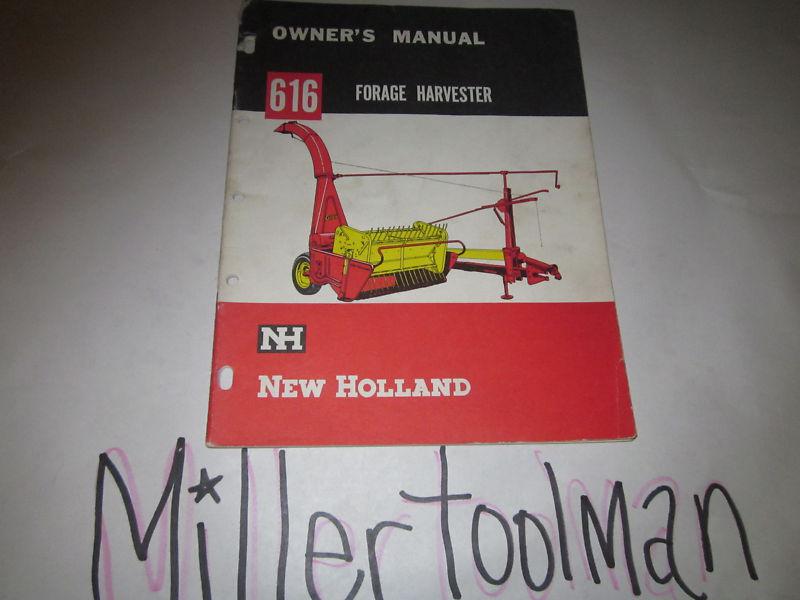 OWNER'S MANUAL
616 FORAGE HARVESTER
NH
NEW HOLLAND
Millertoolman